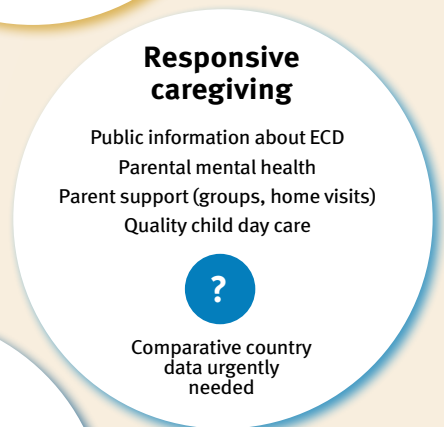 Responsive
caregiving
Public information about ECD
Parental mental health
Parent support (groups, home visits)
Quality child day care
?
Comparative country
data urgently
needed